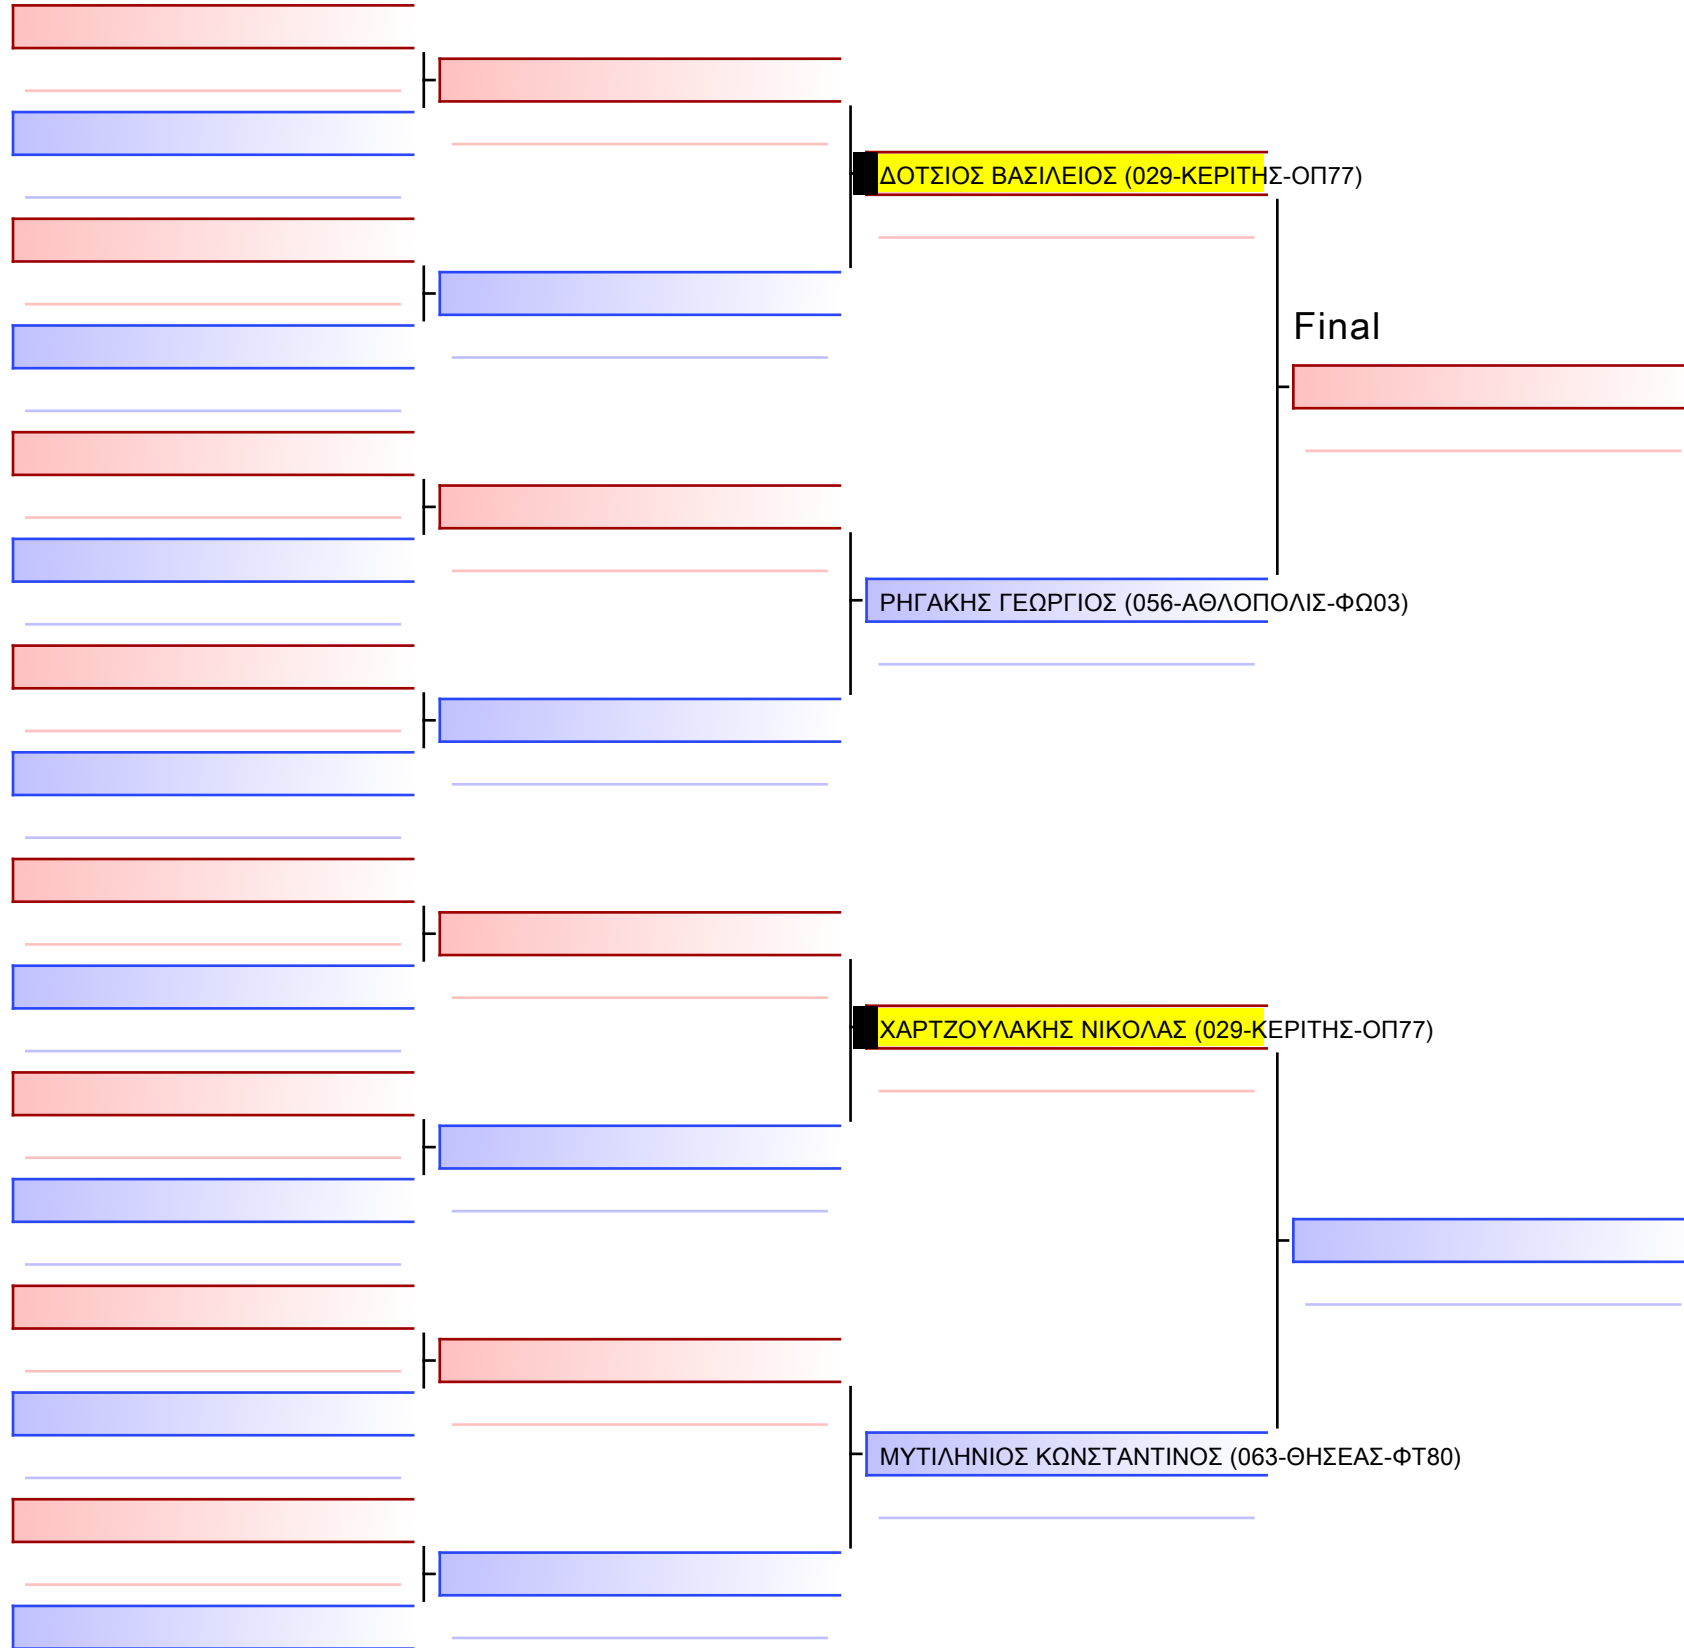 ΔΟΤΣΙΟΣ ΒΑΣΙΛΕΙΟΣ (029-ΚΕΡΙΤΗΣ-ΟΠ77)
Final
ΡΗΓΑΚΗΣ ΓΕΩΡΓΙΟΣ (056-ΑΘΛΟΠΟΛΙΣ-ΦΩ03)
ΧΑΡΤΖΟΥΛΑΚΗΣ ΝΙΚΟΛΑΣ (029-ΚΕΡΙΤΗΣ-ΟΠ77)
ΜΥΤΙΛΗΝΙΟΣ ΚΩΝΣΤΑΝΤΙΝΟΣ (063-ΘΗΣΕΑΣ-ΦΤ80)